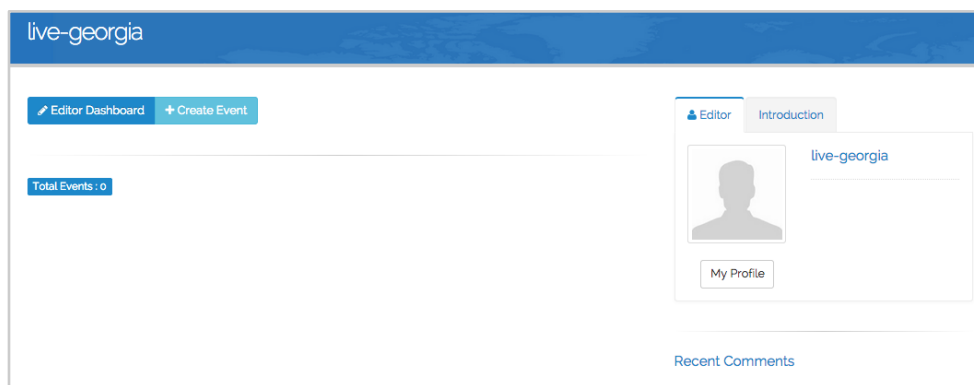 live-georgia
Editor Dashboard + Create Event
Total Events : 0
Editor Introduction
live-georgia
My Profile
Recent Comments